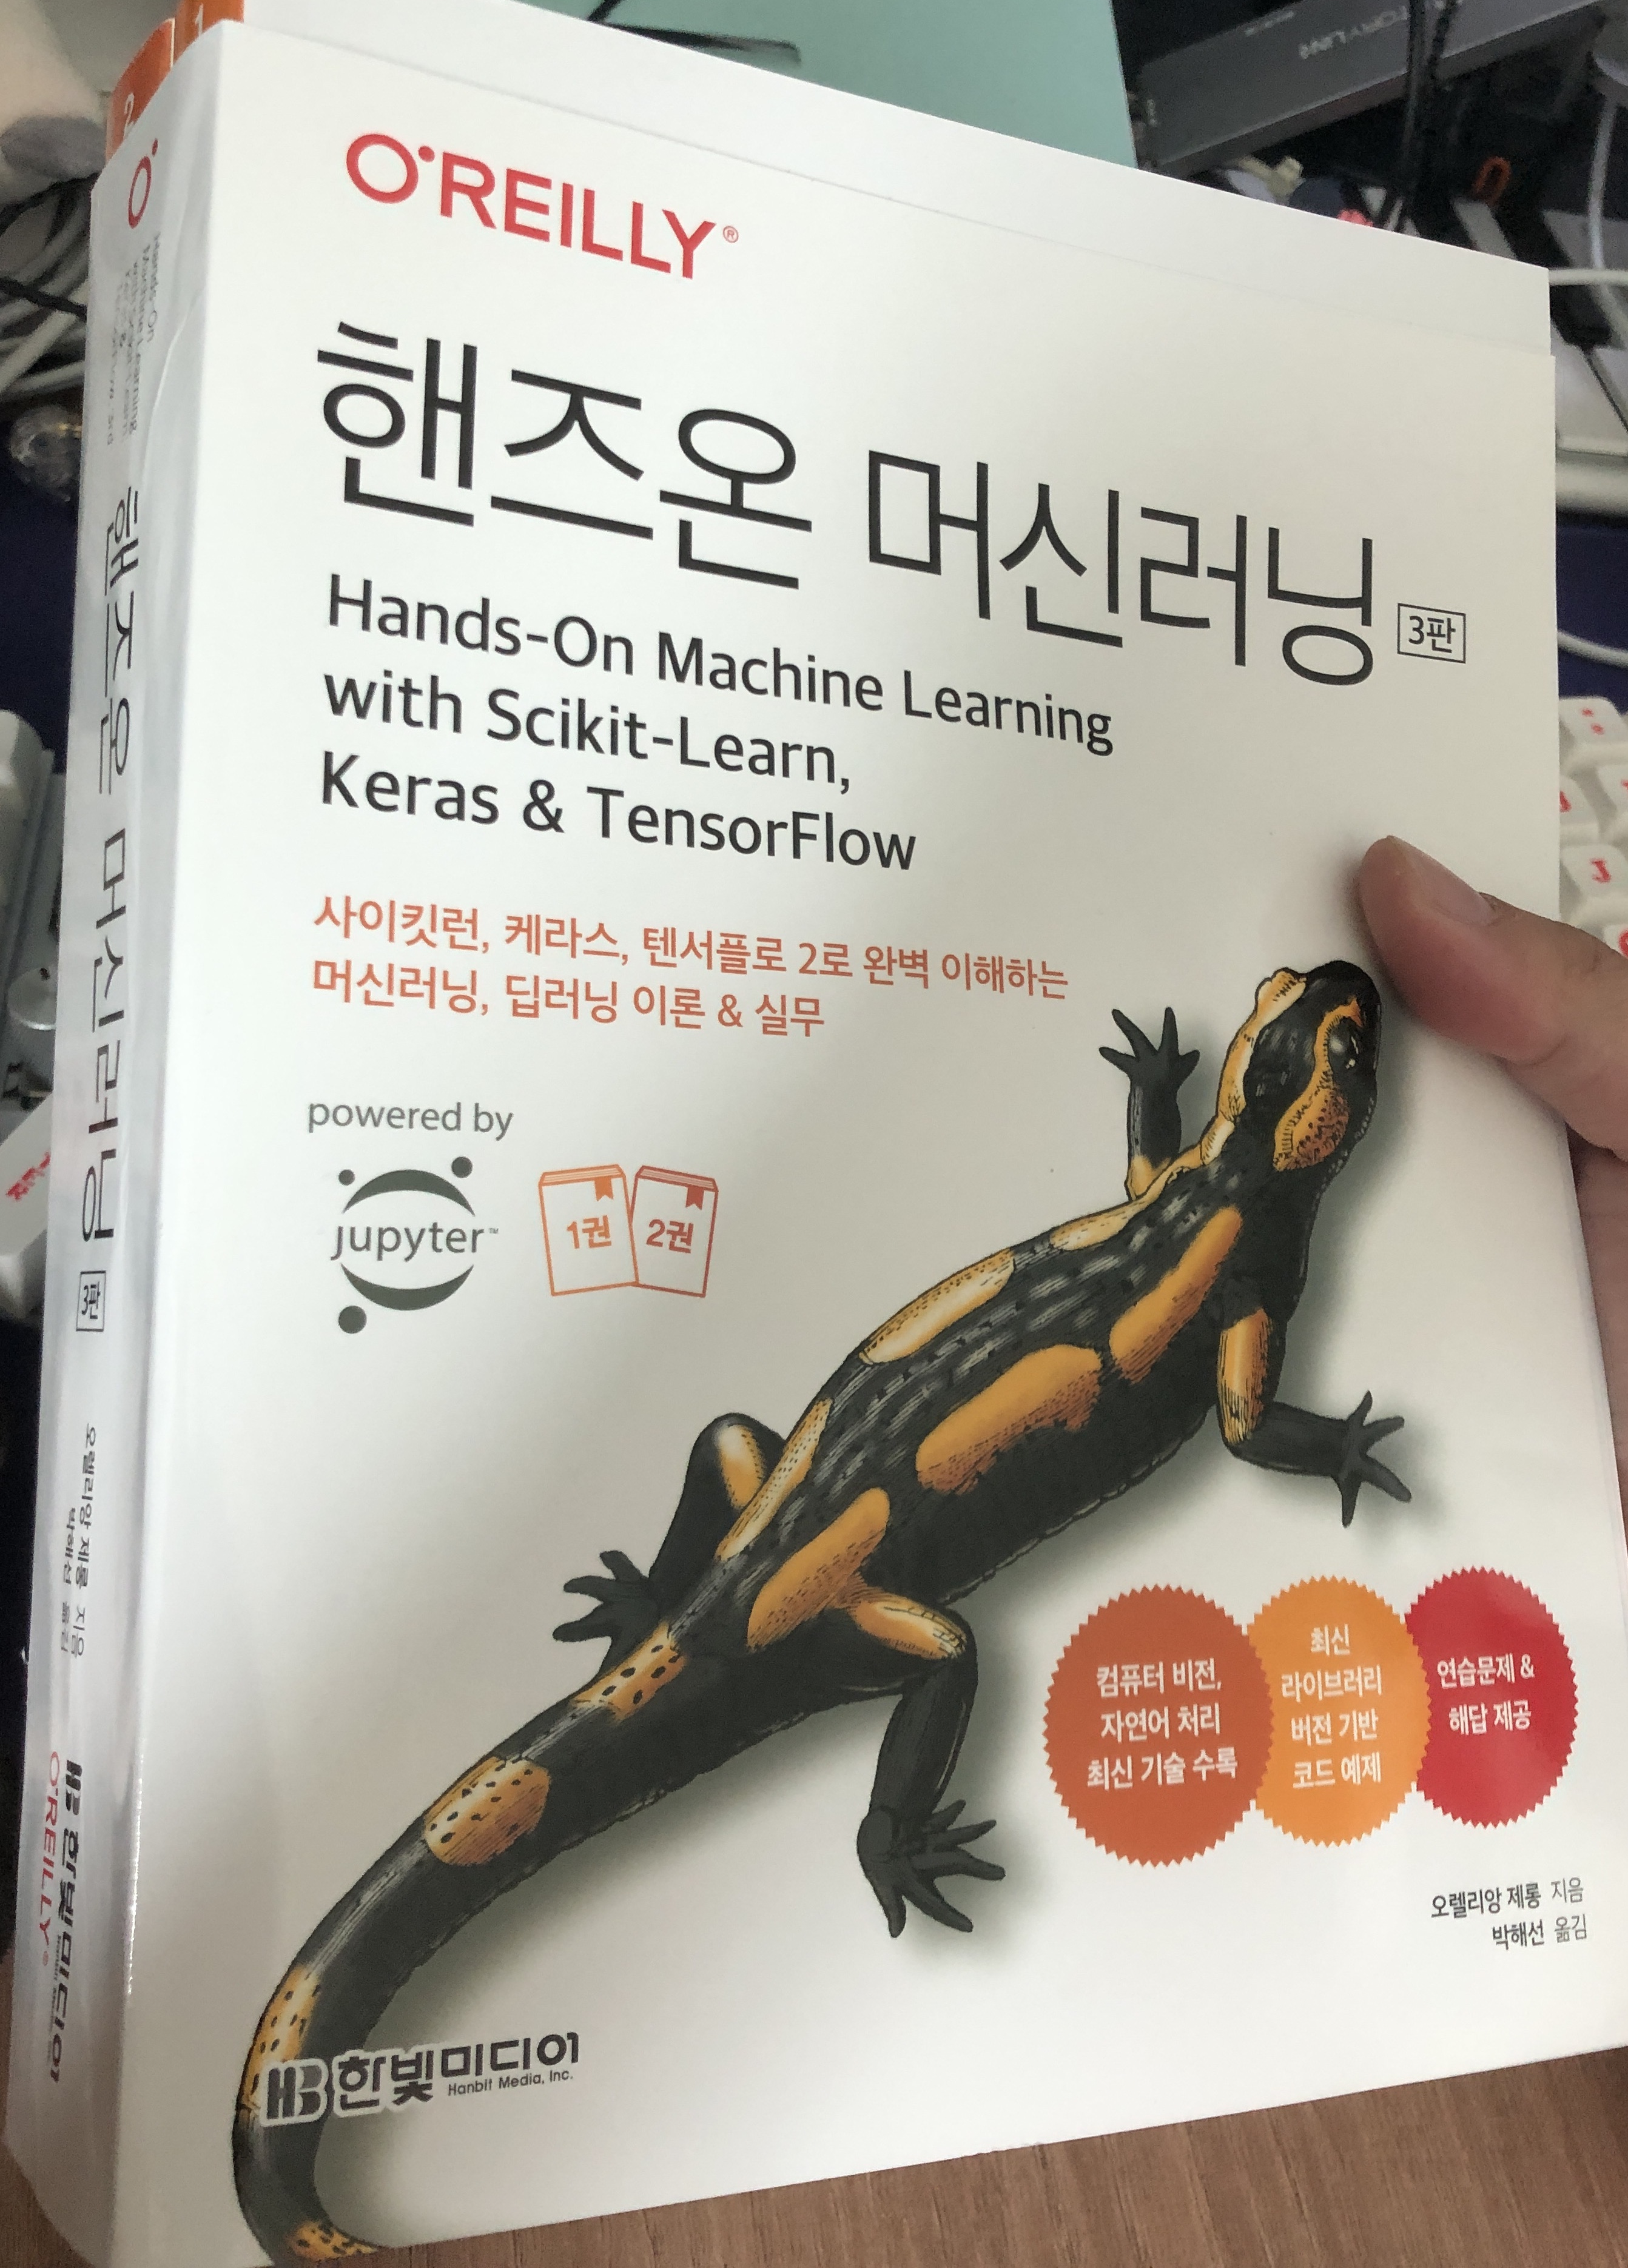 O'REILLY®
핸즈온 머신러닝 3판
Hands-On Machine Learning
with Scikit-Learn,
Keras & TensorFlow
사이킷런, 케라스, 텐서플로 2로 완벽 이해하는
머신러닝, 딥러닝 이론 & 실무
powered by
jupyter™
1권
2권
컴퓨터 비전,
자연어 처리
최신 기술 수록
최신
라이브러리
버전 기반
코드 예제
연습문제 &
해답 제공
오렐리앙 제롱 지음
박해선 옮김
HB 한빛미디어
Hanbit Media, Inc.
1
2
핸즈온 머신러닝 3판
오렐리앙 제롱 지음
박해선 옮김
HB 한빛미디어
O'REILLY®